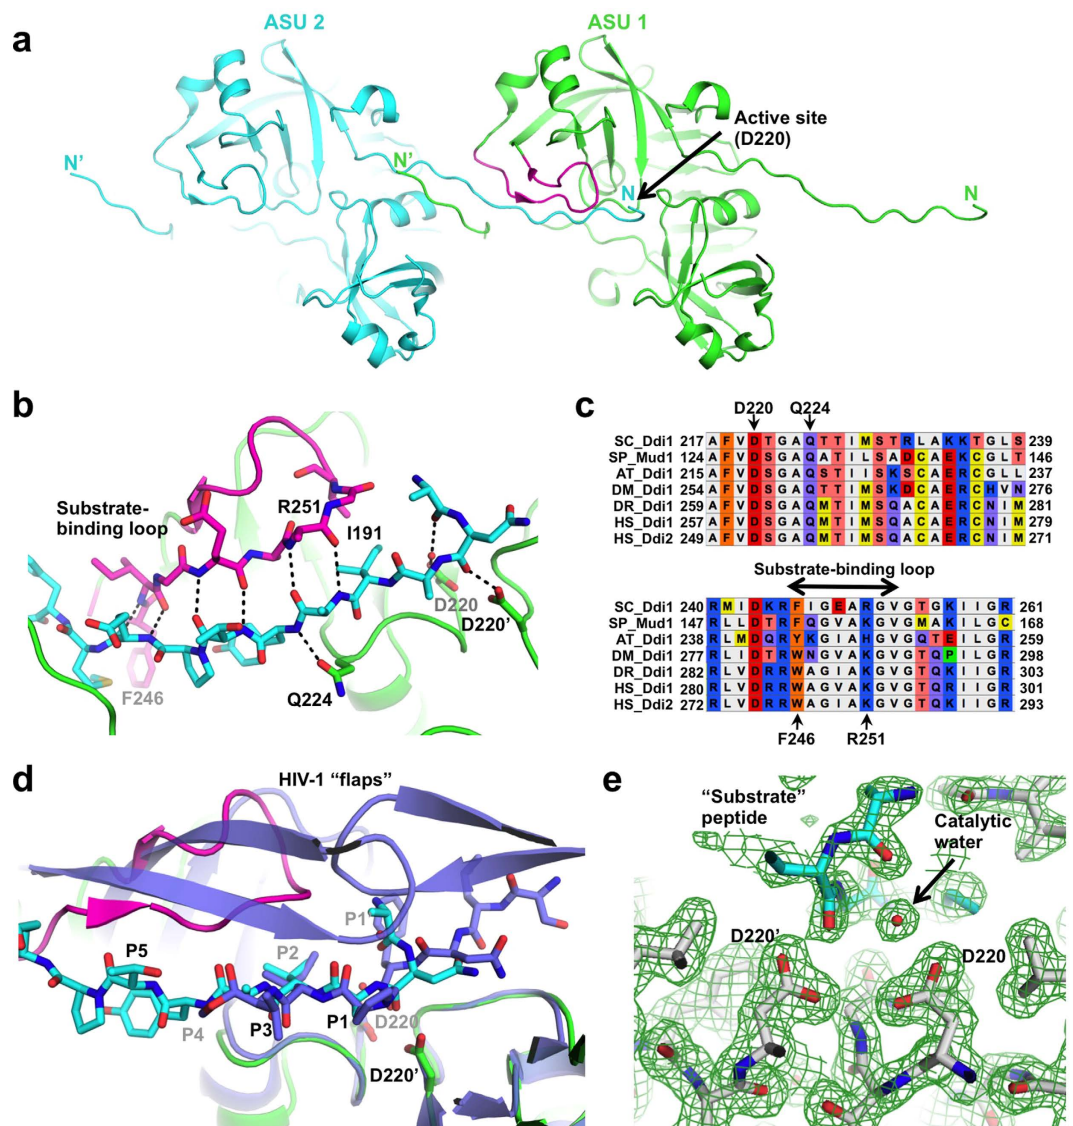 a
ASU 2
ASU 1
Active site
(D220)
N'
N'
N
N
b
Substrate-
binding loop
R251
I191
D220
D220'
F246
Q224
c
D220 Q224
SC_Ddi1 217 A F V D T G A Q T T I M S T R L A K K T G L S 239
SP_Mud1 124 A F V D S G A Q A T I L S A D C A E K C G L T 146
AT_Ddi1 215 A F V D S G A Q S T I I S K S C A E R C G L L 237
DM_Ddi1 254 A F V D S G A Q T T I M S K D C A E R C H V N 276
DR_Ddi1 259 A F V D S G A Q M T I M S Q A C A E R C N I M 281
HS_Ddi1 257 A F V D S G A Q M T I M S Q A C A E R C N I M 279
HS_Ddi2 249 A F V D S G A Q M T I M S Q A C A E R C N I M 271
Substrate-binding loop
SC_Ddi1 240 R M I D K R F I G E A R G V G T G K I I G R 261
SP_Mud1 147 R L L D T R F Q G V A K G V G M A K I L G C 168
AT_Ddi1 238 R L M D Q R Y K G I A H G V G Q T E I L G R 259
DM_Ddi1 277 R L I D T R W N G V A K G V G T Q P I L G R 298
DR_Ddi1 282 R L V D R R W A G V A K G V G T Q K I I G R 303
HS_Ddi1 280 R L V D R R W A G V A K G V G T Q R I I G R 301
HS_Ddi2 272 R L V D R R W A G I A K G V G T Q K I I G R 293
F246 R251
d
HIV-1 “flaps”
P1'
P5
P2
P4
P3
P1
D220
D220'
e
“Substrate”
peptide
Catalytic
water
D220'
D220